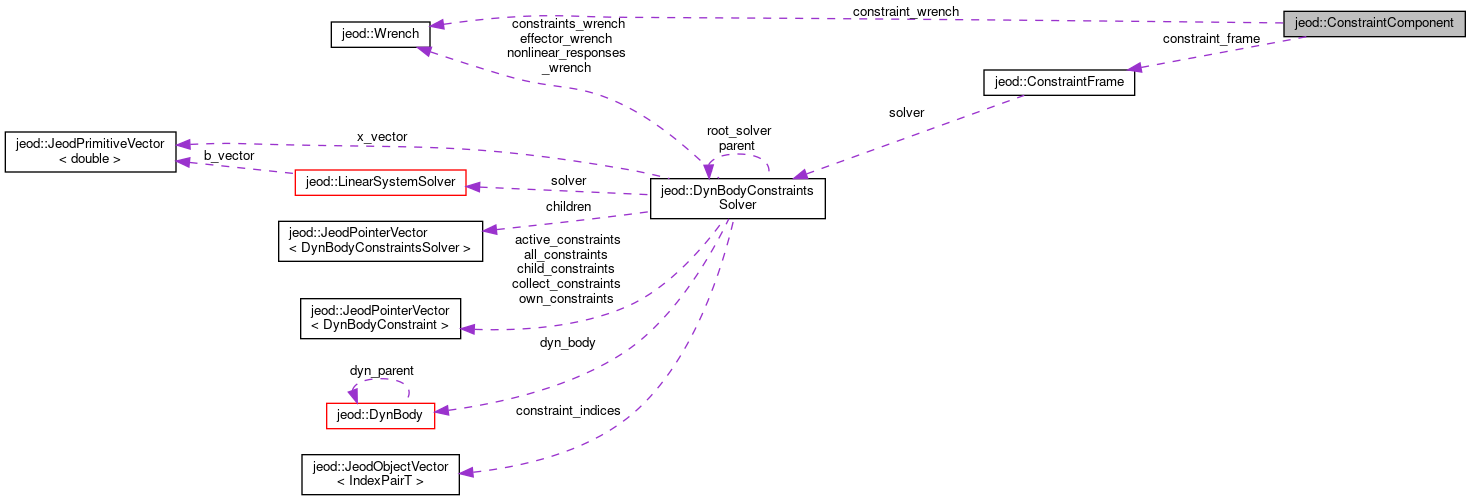 constraint_wrench
jeod::ConstraintComponent
jeod::Wrench
constraints_wrench
effector_wrench
nonlinear_responses
_wrench
constraint_frame
jeod::ConstraintFrame
solver
jeod::JeodPrimitiveVector
< double >
x_vector
b_vector
root_solver
parent
jeod::LinearSystemSolver
solver
jeod::DynBodyConstraints
Solver
children
jeod::JeodPointerVector
< DynBodyConstraintsSolver >
active_constraints
all_constraints
child_constraints
collect_constraints
own_constraints
jeod::JeodPointerVector
< DynBodyConstraint >
dyn_body
dyn_parent
jeod::DynBody
constraint_indices
jeod::JeodObjectVector
< IndexPairT >